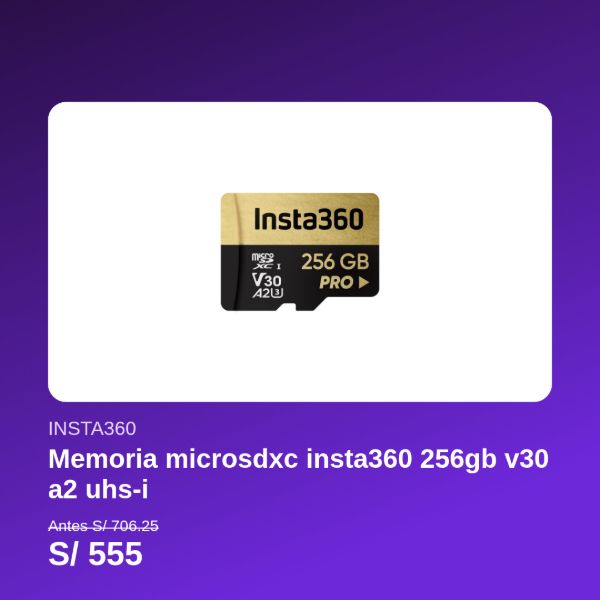 Insta360
micro SD XC I
256 GB
V30
PRO
A2 U3
INSTA360
Memoria microsdxc insta360 256gb v30
a2 uhs-i
Antes S/ 706.25
S/ 555